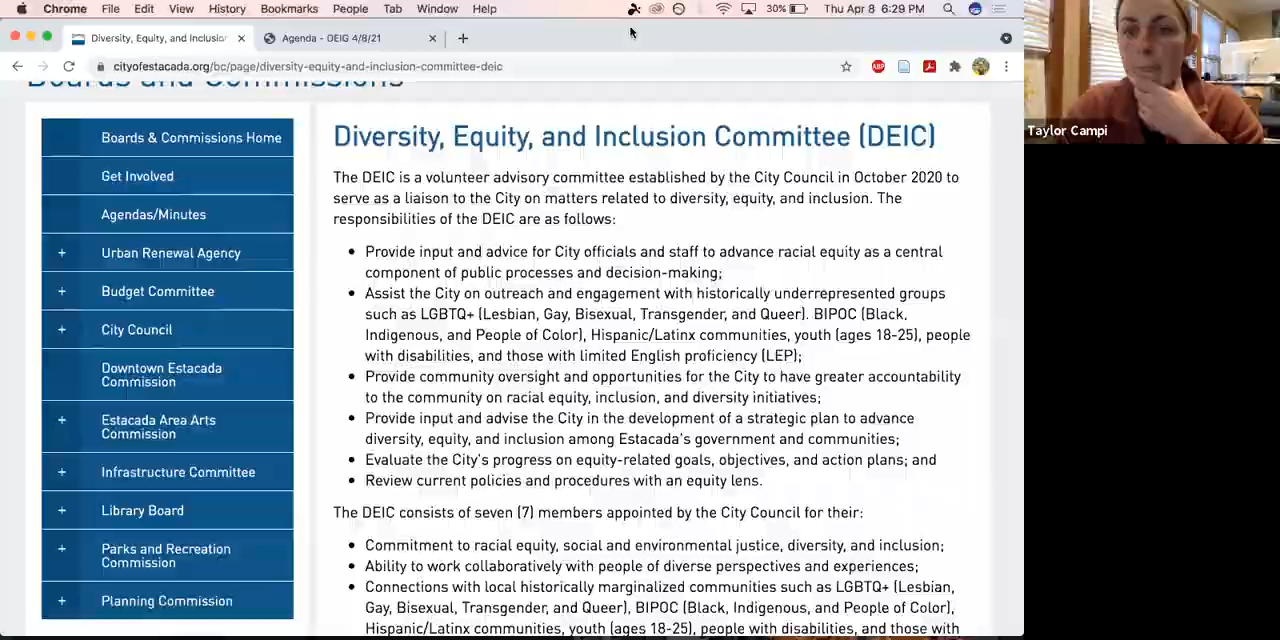 Chrome File Edit View History Bookmarks People Tab Window Help 30% Thu Apr 8 6:29 PM
Diversity, Equity, and Inclusion Agenda - DEIG 4/8/21
cityofestacada.org/bc/page/diversity-equity-and-inclusion-committee-deic
ABP
Taylor Campi
Boards and Commissions
Boards & Commissions Home
Get Involved
Agendas/Minutes
+ Urban Renewal Agency
+ Budget Committee
+ City Council
Downtown Estacada
Commission
+ Estacada Area Arts
Commission
+ Infrastructure Committee
+ Library Board
+ Parks and Recreation
Commission
+ Planning Commission
Diversity, Equity, and Inclusion Committee (DEIC)
The DEIC is a volunteer advisory committee established by the City Council in October 2020 to
serve as a liaison to the City on matters related to diversity, equity, and inclusion. The
responsibilities of the DEIC are as follows:
• Provide input and advice for City officials and staff to advance racial equity as a central
component of public processes and decision-making;
• Assist the City on outreach and engagement with historically underrepresented groups
such as LGBTQ+ (Lesbian, Gay, Bisexual, Transgender, and Queer). BIPOC (Black,
Indigenous, and People of Color), Hispanic/Latinx communities, youth (ages 18-25), people
with disabilities, and those with limited English proficiency (LEP);
• Provide community oversight and opportunities for the City to have greater accountability
to the community on racial equity, inclusion, and diversity initiatives;
• Provide input and advise the City in the development of a strategic plan to advance
diversity, equity, and inclusion among Estacada's government and communities;
• Evaluate the City's progress on equity-related goals, objectives, and action plans; and
• Review current policies and procedures with an equity lens.
The DEIC consists of seven (7) members appointed by the City Council for their:
• Commitment to racial equity, social and environmental justice, diversity, and inclusion;
• Ability to work collaboratively with people of diverse perspectives and experiences;
• Connections with local historically marginalized communities such as LGBTQ+ (Lesbian,
Gay, Bisexual, Transgender, and Queer), BIPOC (Black, Indigenous, and People of Color),
Hispanic/Latinx communities, youth (ages 18-25), people with disabilities, and those with